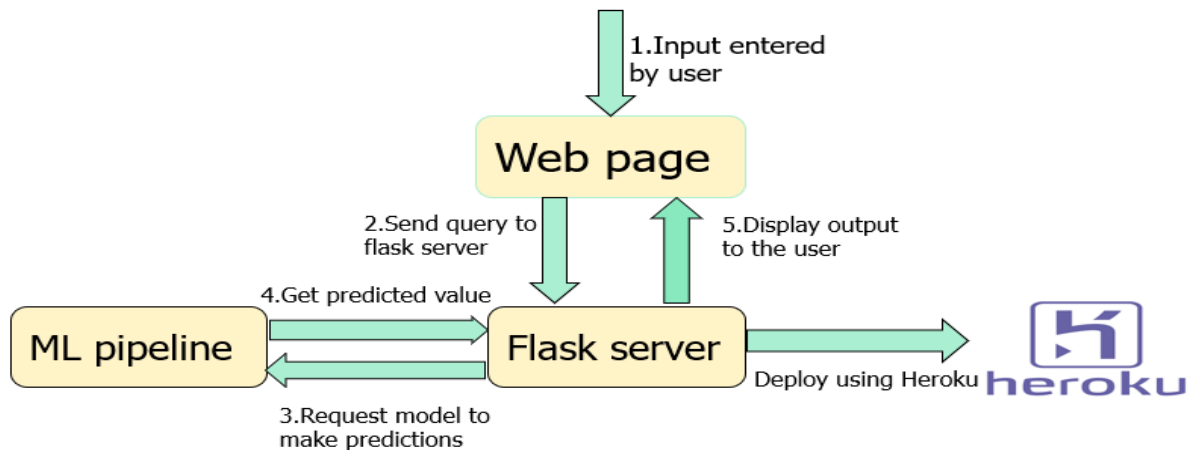 1.Input entered
by user
Web page
2.Send query to
flask server
5.Display output
to the user
4.Get predicted value
ML pipeline
Flask server
Deploy using Heroku
heroku
3.Request model to
make predictions